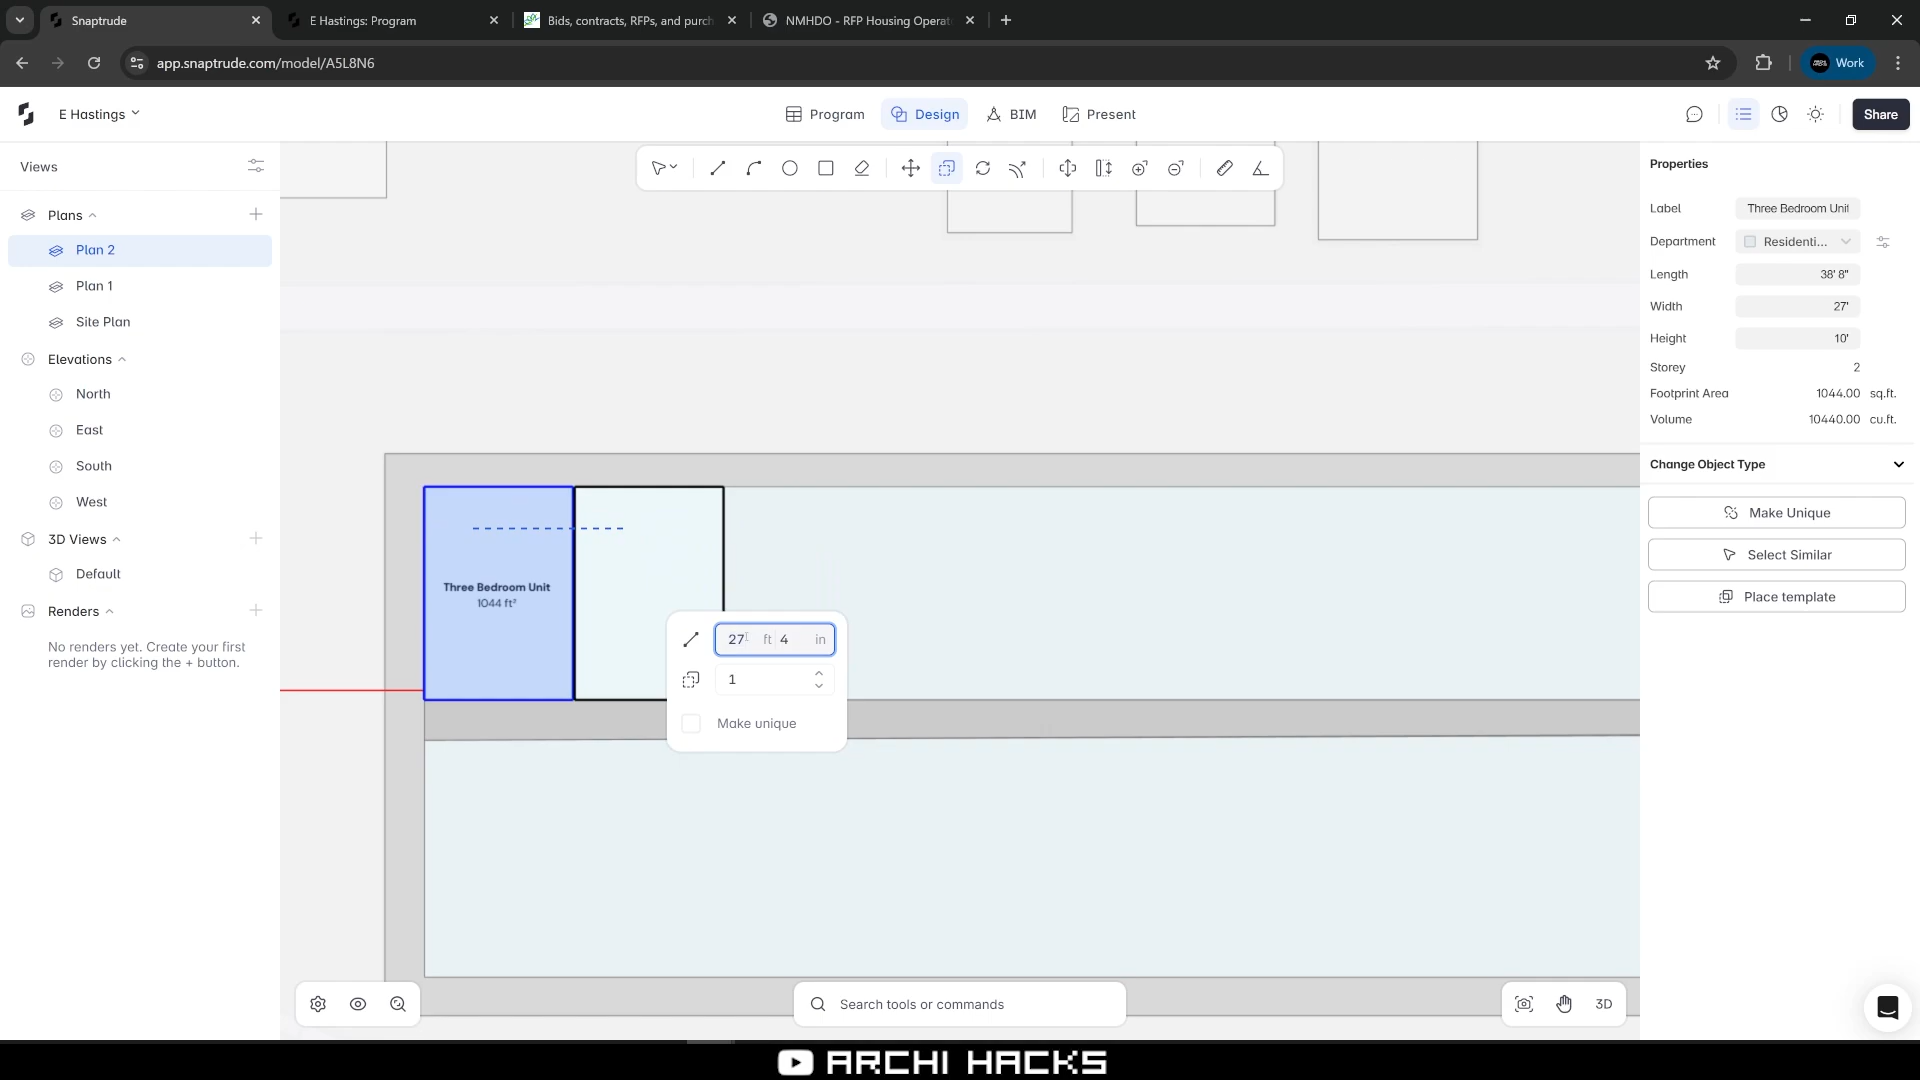 Snaptrude
E Hastings: Program
Bids, contracts, RFPs, and purch
NMHDO - RFP Housing Operat
app.snaptrude.com/model/A5L8N6
Work
E Hastings
Program
Design
BIM
Present
Share
Views
Plans
Plan 2
Plan 1
Site Plan
Elevations
North
East
South
West
3D Views
Default
Renders
No renders yet. Create your first
render by clicking the + button.
Three Bedroom Unit
1044 ft²
27 ft 4 in
1
Make unique
Search tools or commands
3D
Properties
Label Three Bedroom Unit
Department Residenti...
Length 38' 8"
Width 27'
Height 10'
Storey 2
Footprint Area 1044.00 sq.ft.
Volume 10440.00 cu.ft.
Change Object Type
Make Unique
Select Similar
Place template
ARCHI HACKS